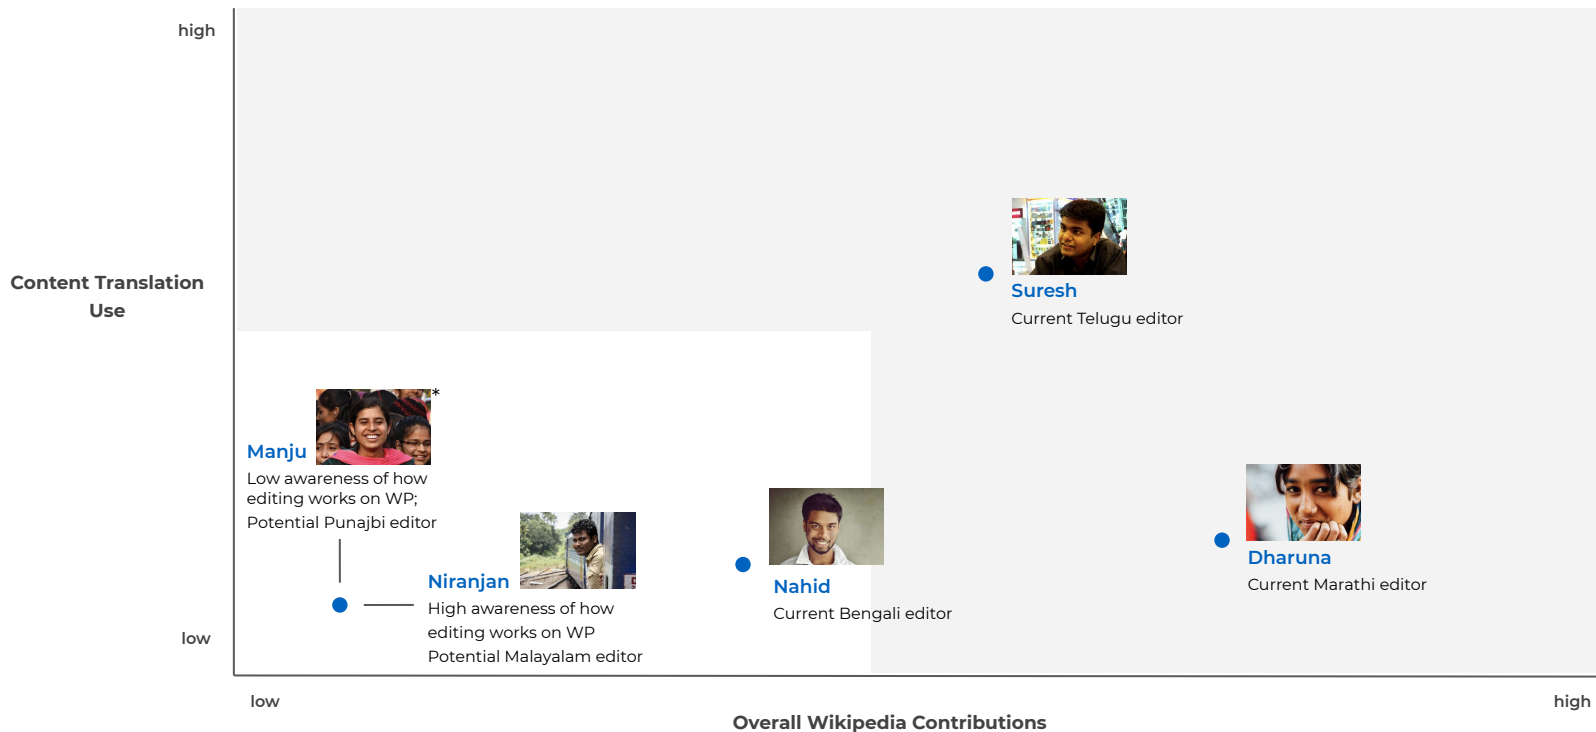 high
Content Translation
Use
Suresh
Current Telugu editor
*
Manju
Low awareness of how
editing works on WP;
Potential Punajbi editor
Niranjan
High awareness of how
editing works on WP
Potential Malayalam editor
Nahid
Current Bengali editor
Dharuna
Current Marathi editor
low
low
high
Overall Wikipedia Contributions